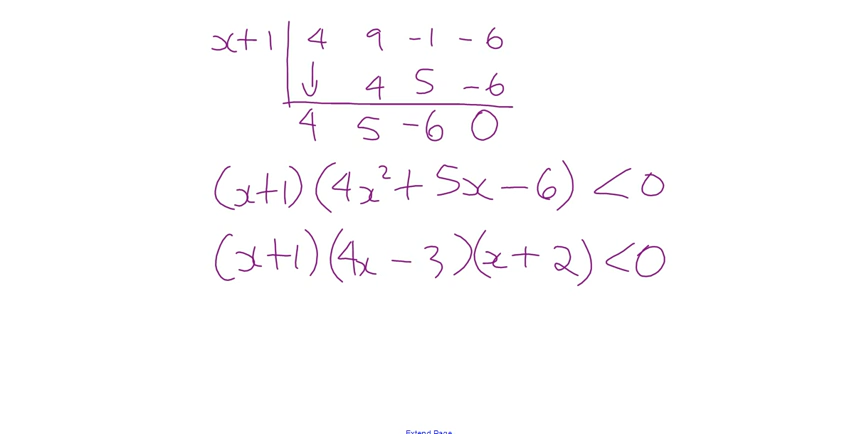 x+1 | 4 9 -1 -6
↓ 4 5 -6
4 5 -6 0
(x+1)(4x²+5x-6)<0
(x+1)(4x-3)(x+2)<0
Extend Page